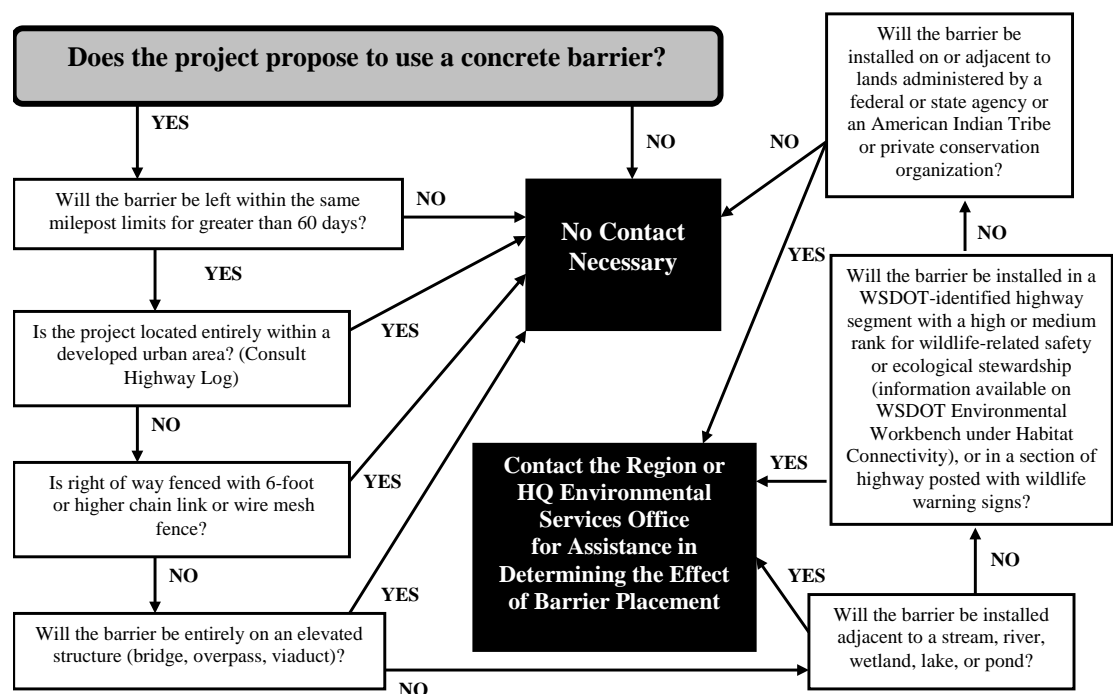 Does the project propose to use a concrete barrier?
YES
NO
Will the barrier be left within the same
milepost limits for greater than 60 days?
NO
YES
Is the project located entirely within a
developed urban area? (Consult
Highway Log)
YES
NO
Is right of way fenced with 6-foot
or higher chain link or wire mesh
fence?
YES
NO
Will the barrier be entirely on an elevated
structure (bridge, overpass, viaduct)?
YES
NO
No Contact
Necessary
Contact the Region or
HQ Environmental
Services Office
for Assistance in
Determining the Effect
of Barrier Placement
Will the barrier be
installed on or adjacent to
lands administered by a
federal or state agency or
an American Indian Tribe
or private conservation
organization?
NO
YES
NO
Will the barrier be installed in a
WSDOT-identified highway
segment with a high or medium
rank for wildlife-related safety
or ecological stewardship
(information available on
WSDOT Environmental
Workbench under Habitat
Connectivity), or in a section of
highway posted with wildlife
warning signs?
YES
NO
Will the barrier be installed
adjacent to a stream, river,
wetland, lake, or pond?
YES